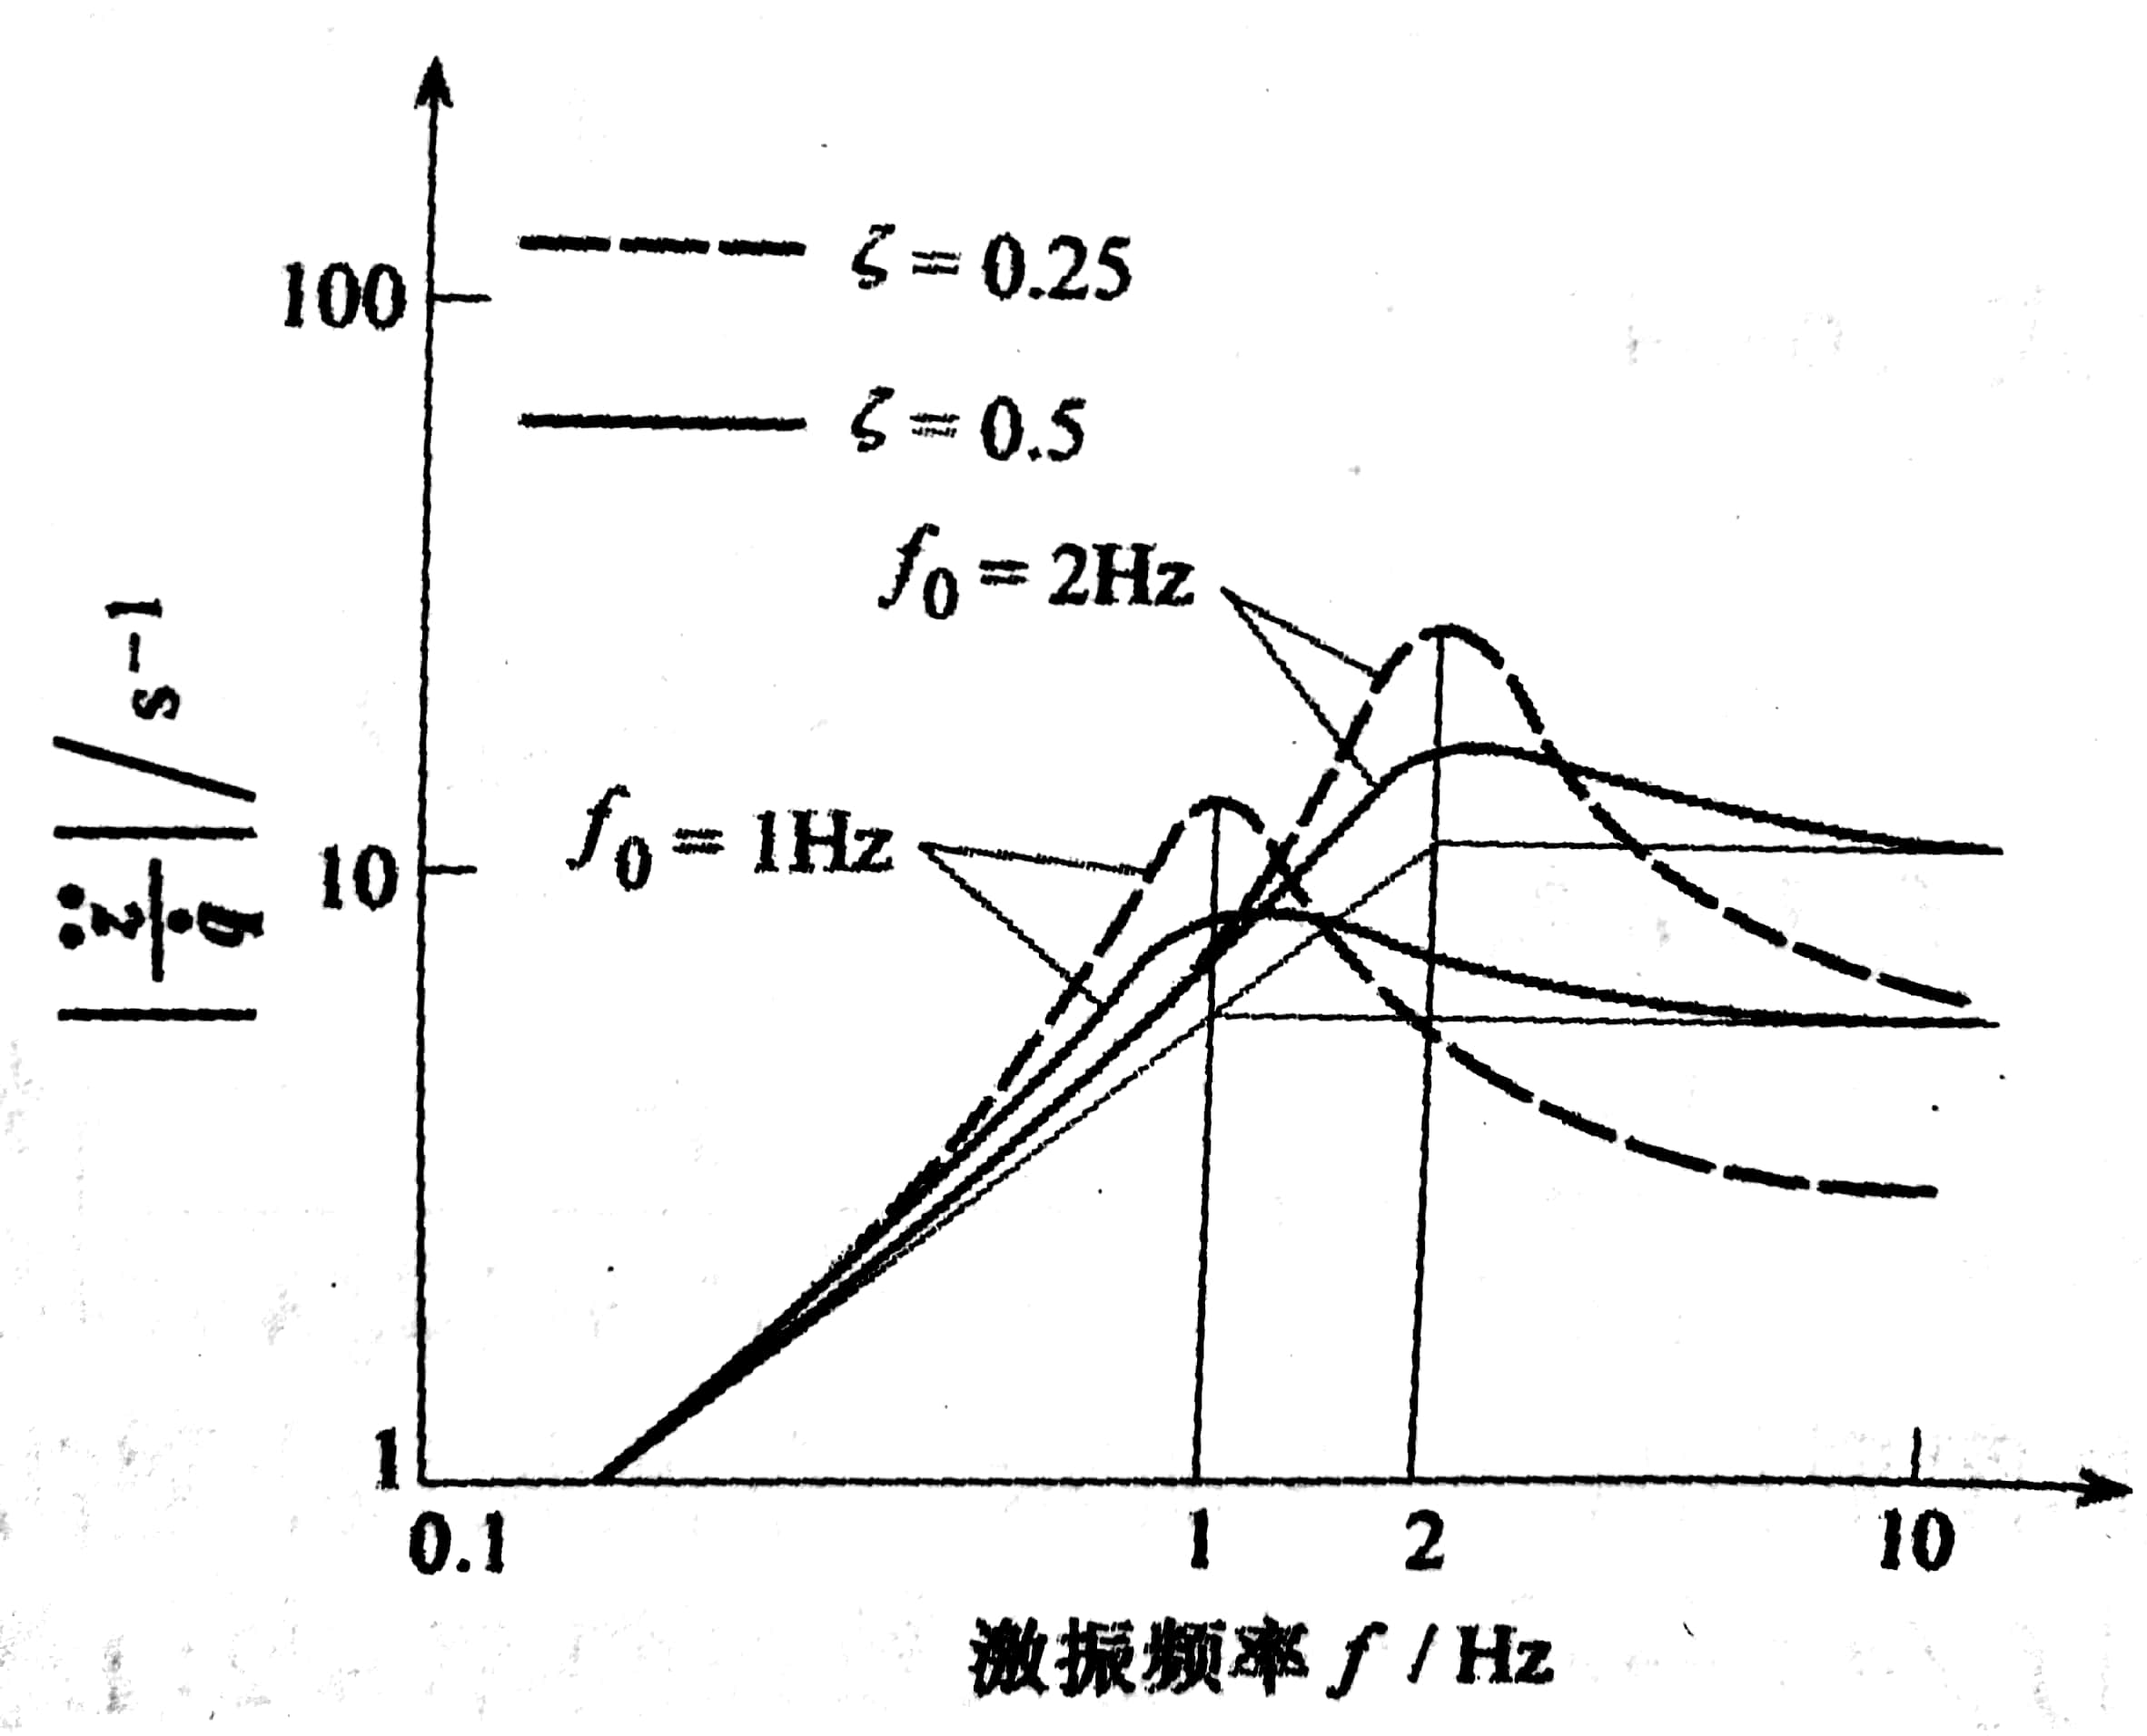 100
ζ = 0.25
ζ = 0.5
f₀ = 2Hz
f₀ = 1Hz
10
|z̈/q̇| / s⁻¹
1
0.1 1 2 10
激振频率 f / Hz